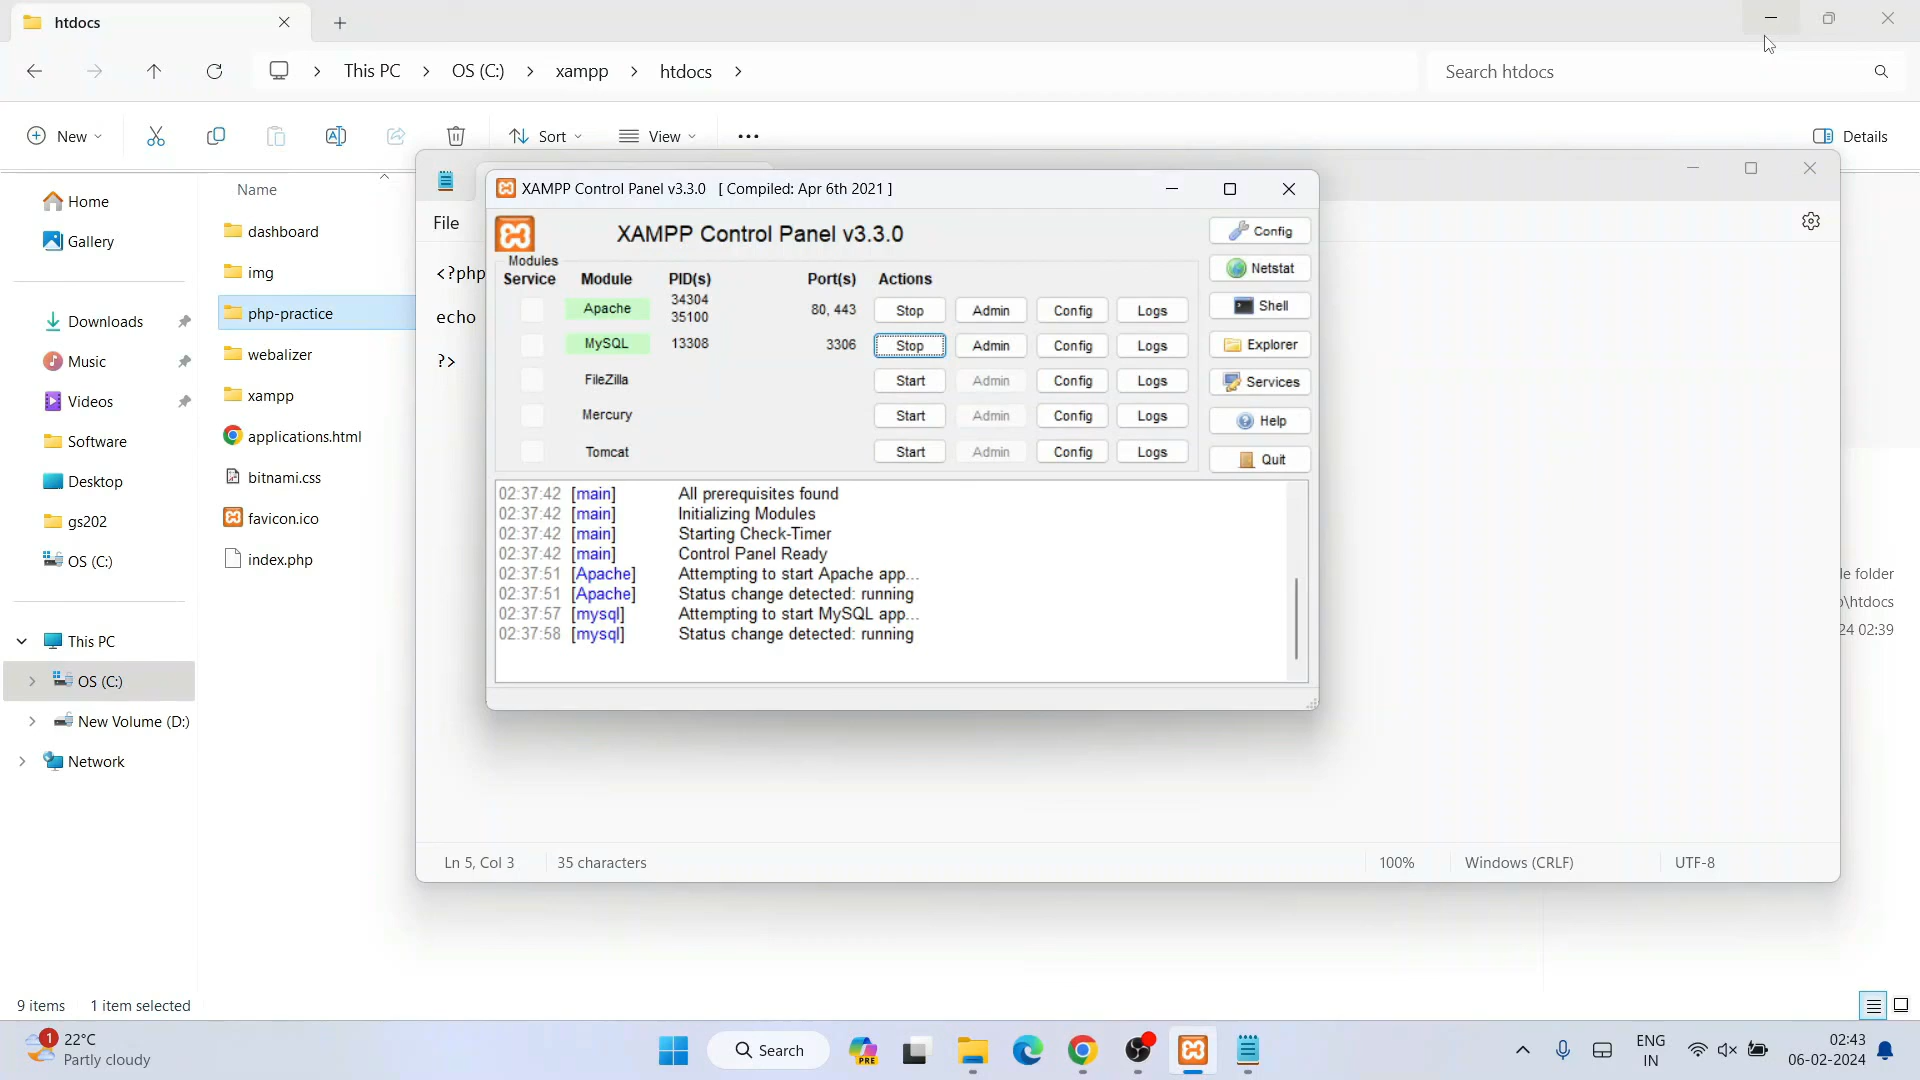 htdocs
This PC
OS (C:)
xampp
htdocs
Search htdocs
New
Sort
View
Details
Home
Gallery
Downloads
Music
Videos
Software
Desktop
gs202
OS (C:)
This PC
OS (C:)
New Volume (D:)
Network
Name
dashboard
img
php-practice
webalizer
xampp
applications.html
bitnami.css
favicon.ico
index.php
File
<?php
echo
?>
XAMPP Control Panel v3.3.0 [ Compiled: Apr 6th 2021 ]
XAMPP Control Panel v3.3.0
Modules
Service Module PID(s) Port(s) Actions
Apache 34304 35100 80, 443 Stop Admin Config Logs
MySQL 13308 3306 Stop Admin Config Logs
FileZilla Start Admin Config Logs
Mercury Start Admin Config Logs
Tomcat Start Admin Config Logs
Config
Netstat
Shell
Explorer
Services
Help
Quit
02:37:42 [main] All prerequisites found
02:37:42 [main] Initializing Modules
02:37:42 [main] Starting Check-Timer
02:37:42 [main] Control Panel Ready
02:37:51 [Apache] Attempting to start Apache app...
02:37:51 [Apache] Status change detected: running
02:37:57 [mysql] Attempting to start MySQL app...
02:37:58 [mysql] Status change detected: running
le folder
\htdocs
24 02:39
Ln 5, Col 3 35 characters 100% Windows (CRLF) UTF-8
9 items 1 item selected
1
22°C
Partly cloudy
Search
PRE
ENG
IN
02:43
06-02-2024